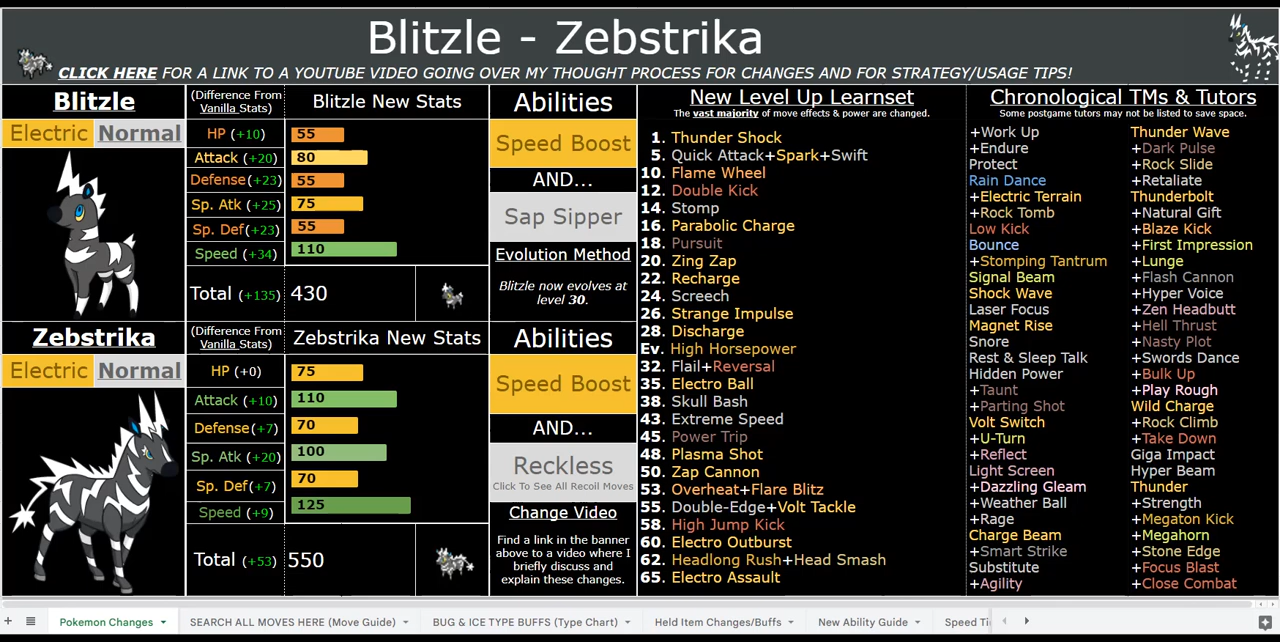 Blitzle - Zebstrika
CLICK HERE FOR A LINK TO A YOUTUBE VIDEO GOING OVER MY THOUGHT PROCESS FOR CHANGES AND FOR STRATEGY/USAGE TIPS!
Blitzle
Electric Normal
(Difference From
Vanilla Stats)
Blitzle New Stats
HP (+10) 55
Attack (+20) 80
Defense(+23) 55
Sp. Atk (+25) 75
Sp. Def(+23) 55
Speed (+34) 110
Total (+135) 430
Abilities
Speed Boost
AND...
Sap Sipper
Evolution Method
Blitzle now evolves at
level 30.
Zebstrika
Electric Normal
(Difference From
Vanilla Stats)
Zebstrika New Stats
HP (+0) 75
Attack (+10) 110
Defense(+7) 70
Sp. Atk (+20) 100
Sp. Def(+7) 70
Speed (+9) 125
Total (+53) 550
Abilities
Speed Boost
AND...
Reckless
Click To See All Recoil Moves
Change Video
Find a link in the banner
above to a video where I
briefly discuss and
explain these changes.
New Level Up Learnset
The vast majority of move effects & power are changed.
1. Thunder Shock
5. Quick Attack+Spark+Swift
10. Flame Wheel
12. Double Kick
14. Stomp
16. Parabolic Charge
18. Pursuit
20. Zing Zap
22. Recharge
24. Screech
26. Strange Impulse
28. Discharge
Ev. High Horsepower
32. Flail+Reversal
35. Electro Ball
38. Skull Bash
43. Extreme Speed
45. Power Trip
48. Plasma Shot
50. Zap Cannon
53. Overheat+Flare Blitz
55. Double-Edge+Volt Tackle
58. High Jump Kick
60. Electro Outburst
62. Headlong Rush+Head Smash
65. Electro Assault
Chronological TMs & Tutors
Some postgame tutors may not be listed to save space.
+Work Up
+Endure
Protect
Rain Dance
+Electric Terrain
+Rock Tomb
Low Kick
Bounce
+Stomping Tantrum
Signal Beam
Shock Wave
Laser Focus
Magnet Rise
Snore
Rest & Sleep Talk
Hidden Power
+Taunt
+Parting Shot
Volt Switch
+U-Turn
+Reflect
Light Screen
+Dazzling Gleam
+Weather Ball
+Rage
Charge Beam
+Smart Strike
Substitute
+Agility
Thunder Wave
+Dark Pulse
+Rock Slide
+Retaliate
Thunderbolt
+Natural Gift
+Blaze Kick
+First Impression
+Lunge
+Flash Cannon
+Hyper Voice
+Zen Headbutt
+Hell Thrust
+Nasty Plot
+Swords Dance
+Bulk Up
+Play Rough
Wild Charge
+Rock Climb
+Take Down
Giga Impact
Hyper Beam
Thunder
+Strength
+Megaton Kick
+Megahorn
+Stone Edge
+Focus Blast
+Close Combat
Pokemon Changes SEARCH ALL MOVES HERE (Move Guide) BUG & ICE TYPE BUFFS (Type Chart) Held Item Changes/Buffs New Ability Guide Speed